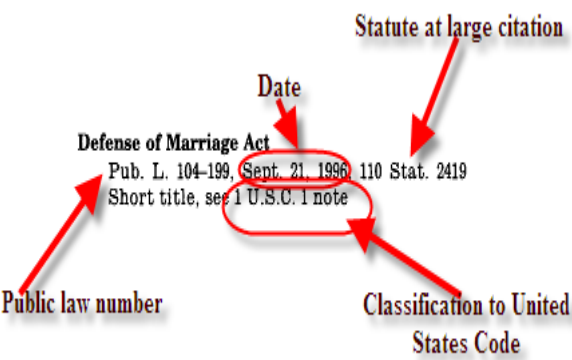 Statute at large citation
Date
Defense of Marriage Act
Pub. L. 104–199, Sept. 21, 1996, 110 Stat. 2419
Short title, see 1 U.S.C. 1 note
Public law number
Classification to United
States Code